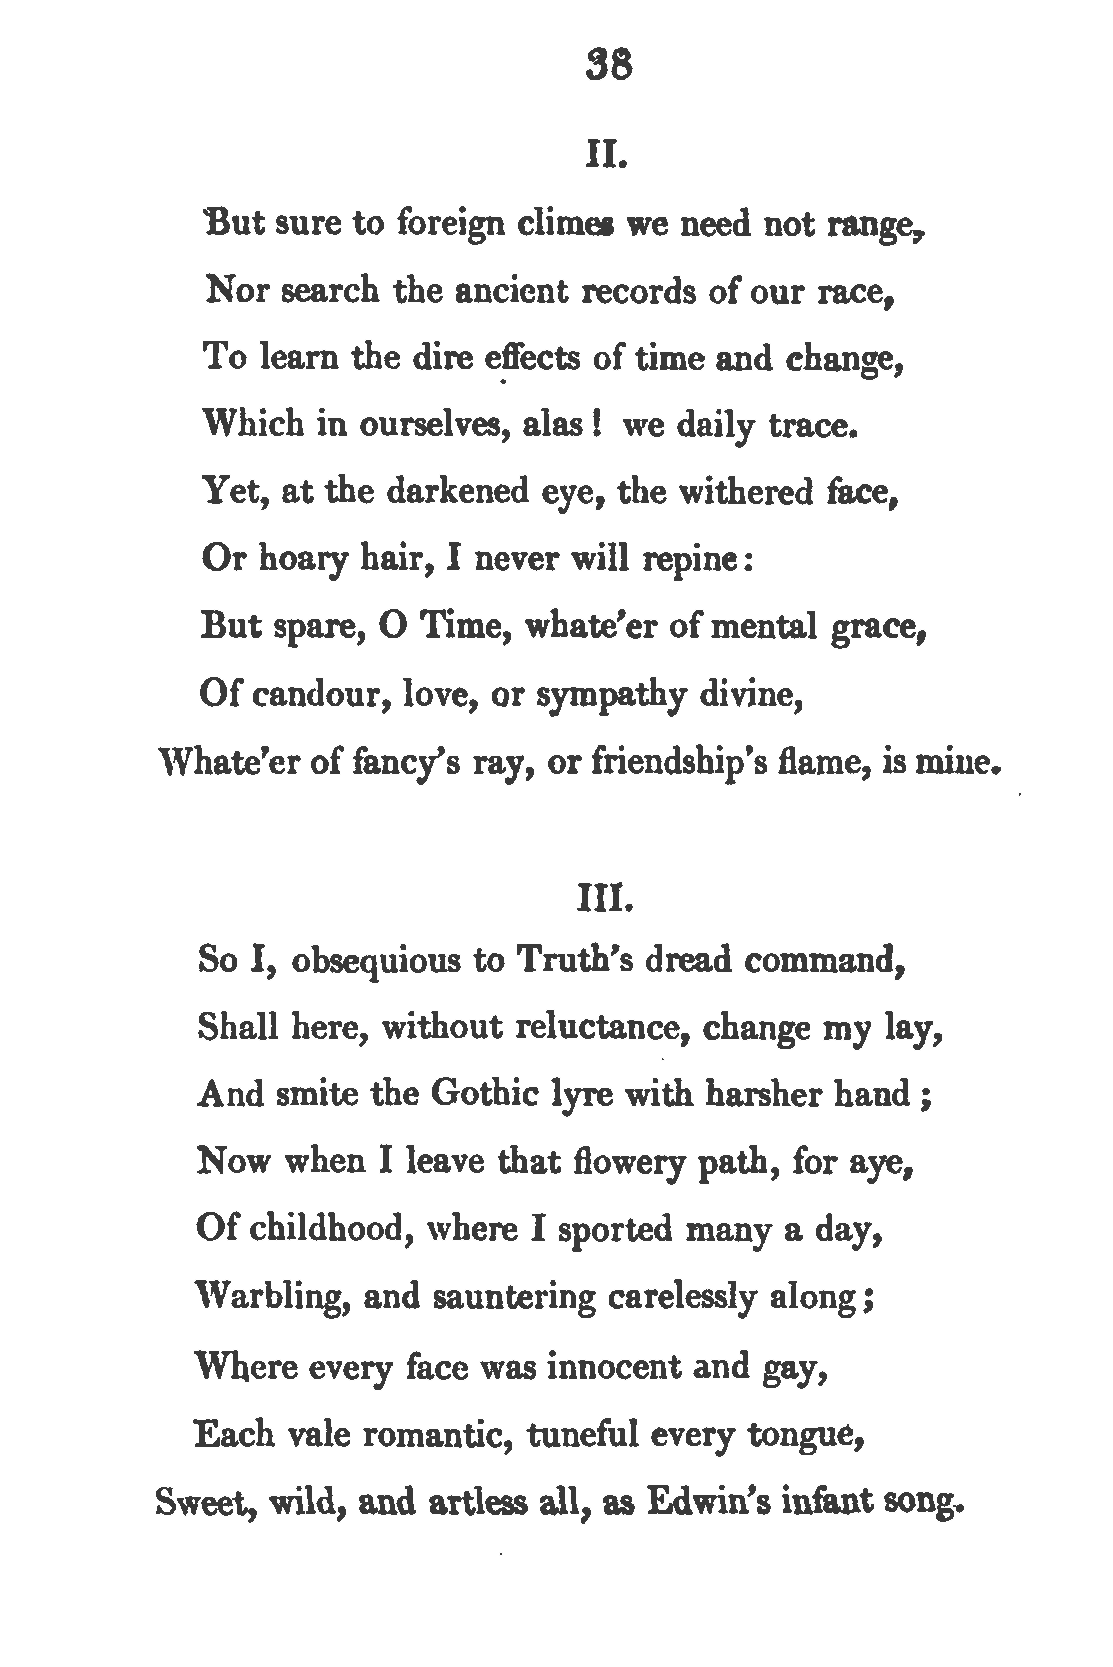 38
II.
But sure to foreign climes we need not range,
Nor search the ancient records of our race,
To learn the dire effects of time and change,
Which in ourselves, alas ! we daily trace.
Yet, at the darkened eye, the withered face,
Or hoary hair, I never will repine :
But spare, O Time, whate'er of mental grace,
Of candour, love, or sympathy divine,
Whate'er of fancy's ray, or friendship's flame, is mine.
III.
So I, obsequious to Truth's dread command,
Shall here, without reluctance, change my lay,
And smite the Gothic lyre with harsher hand ;
Now when I leave that flowery path, for aye,
Of childhood, where I sported many a day,
Warbling, and sauntering carelessly along ;
Where every face was innocent and gay,
Each vale romantic, tuneful every tongue,
Sweet, wild, and artless all, as Edwin's infant song.